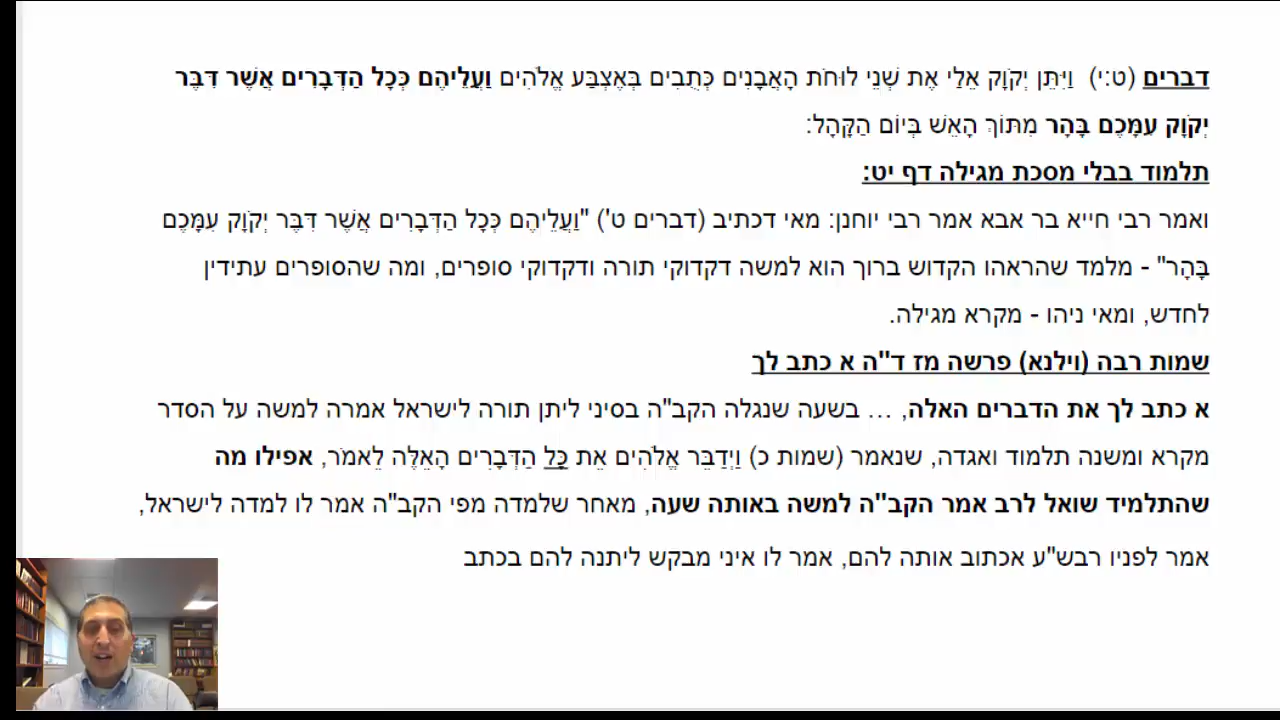 דברים (ט:י) וַיִּתֵּן יְקֹוָק אֵלַי אֶת שְׁנֵי לוּחֹת הָאֲבָנִים כְּתֻבִים בְּאֶצְבַּע אֱלֹהִים וַעֲלֵיהֶם כְּכָל הַדְּבָרִים אֲשֶׁר דִּבֶּר
יְקֹוָק עִמָּכֶם בָּהָר מִתּוֹךְ הָאֵשׁ בְּיוֹם הַקָּהָל:
תלמוד בבלי מסכת מגילה דף יט:
ואמר רבי חייא בר אבא אמר רבי יוחנן: מאי דכתיב (דברים ט') "וַעֲלֵיהֶם כְּכָל הַדְּבָרִים אֲשֶׁר דִּבֶּר יְקֹוָק עִמָּכֶם
בָּהָר" - מלמד שהראהו הקדוש ברוך הוא למשה דקדוקי תורה ודקדוקי סופרים, ומה שהסופרים עתידין
לחדש, ומאי ניהו - מקרא מגילה.
שמות רבה (וילנא) פרשה מז ד"ה א כתב לך
א כתב לך את הדברים האלה, ... בשעה שנגלה הקב"ה בסיני ליתן תורה לישראל אמרה למשה על הסדר
מקרא ומשנה תלמוד ואגדה, שנאמר (שמות כ) וַיְדַבֵּר אֱלֹהִים אֵת כָּל הַדְּבָרִים הָאֵלֶּה לֵאמֹר, אפילו מה
שהתלמיד שואל לרב אמר הקב"ה למשה באותה שעה, מאחר שלמדה מפי הקב"ה אמר לו למדה לישראל,
אמר לפניו רבש"ע אכתוב אותה להם, אמר לו איני מבקש ליתנה להם בכתב